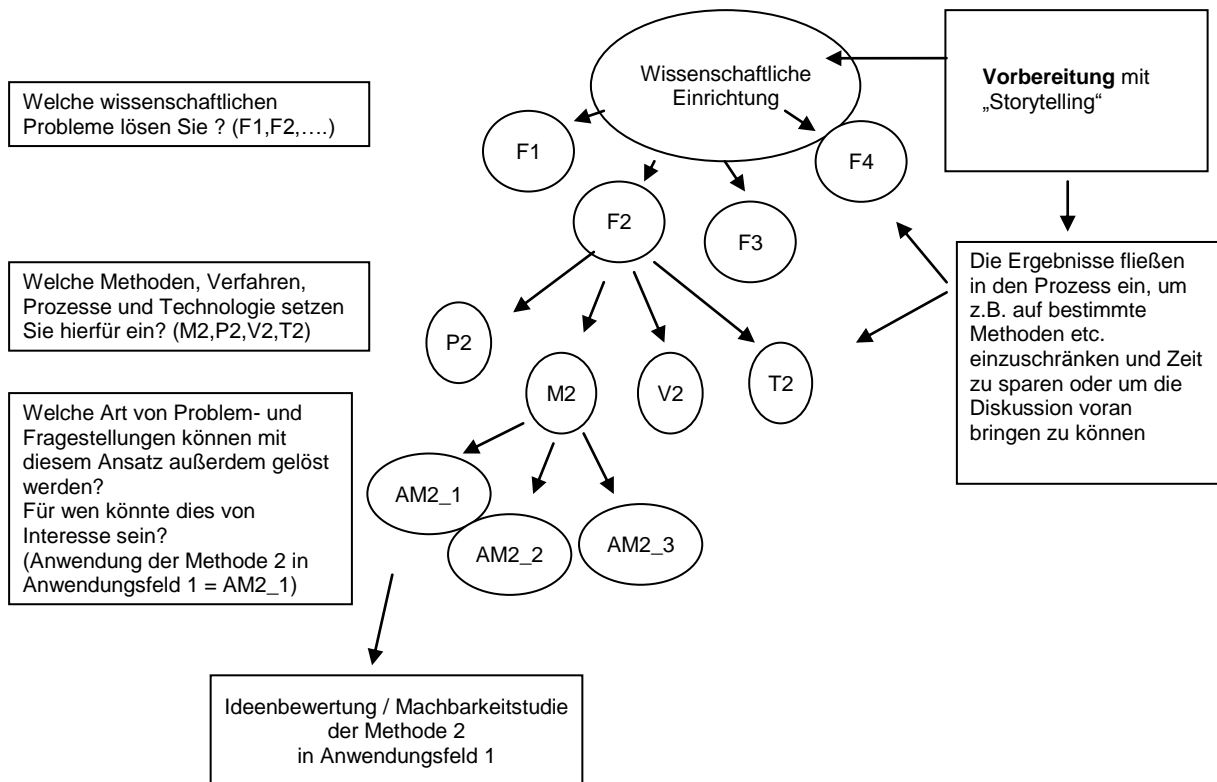 Wissenschaftliche
Einrichtung
Vorbereitung mit
„Storytelling“
Welche wissenschaftlichen
Probleme lösen Sie ? (F1,F2,….)
F1
F4
F2
F3
Welche Methoden, Verfahren,
Prozesse und Technologie setzen
Sie hierfür ein? (M2,P2,V2,T2)
Die Ergebnisse fließen
in den Prozess ein, um
z.B. auf bestimmte
Methoden etc.
einzuschränken und Zeit
zu sparen oder um die
Diskussion voran
bringen zu können
P2
M2
V2
T2
Welche Art von Problem- und
Fragestellungen können mit
diesem Ansatz außerdem gelöst
werden?
Für wen könnte dies von
Interesse sein?
(Anwendung der Methode 2 in
Anwendungsfeld 1 = AM2_1)
AM2_1
AM2_2
AM2_3
Ideenbewertung / Machbarkeitstudie
der Methode 2
in Anwendungsfeld 1